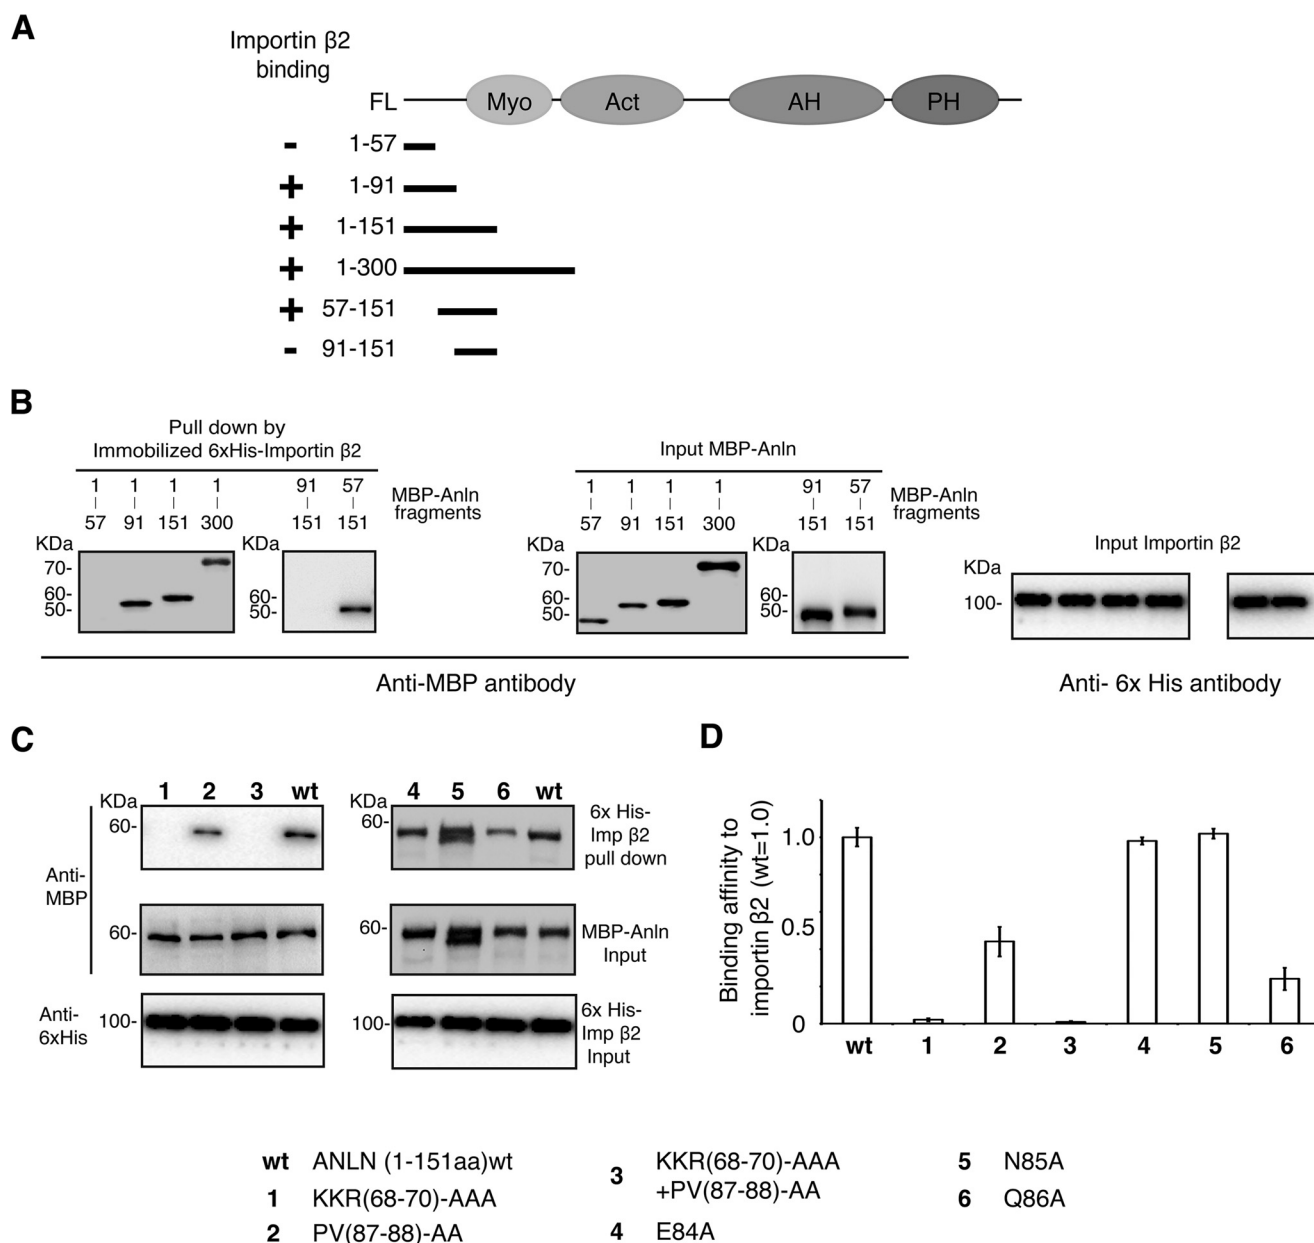 A
Importin β2
binding
FL
Myo
Act
AH
PH
- 1-57
+ 1-91
+ 1-151
+ 1-300
+ 57-151
- 91-151
B
Pull down by
Immobilized 6xHis-Importin β2
1 1 1 1
57 91 151 300
91 57
151 151
MBP-Anln
fragments
KDa
70-
60-
50-
KDa
60-
50-
Input MBP-Anln
1 1 1 1
57 91 151 300
91 57
151 151
MBP-Anln
fragments
KDa
70-
60-
50-
KDa
60-
50-
Input Importin β2
KDa
100-
Anti-MBP antibody
Anti- 6x His antibody
C
1 2 3 wt
KDa
60-
4 5 6 wt
KDa
60-
6x His-
Imp β2
pull down
Anti-
MBP
60-
60-
MBP-Anln
Input
Anti-
6xHis
100-
100-
6x His-
Imp β2
Input
D
Binding affinity to
importin β2 (wt=1.0)
1.0
0.5
0
wt 1 2 3 4 5 6
wt ANLN (1-151aa)wt
1 KKR(68-70)-AAA
2 PV(87-88)-AA
3 KKR(68-70)-AAA
+PV(87-88)-AA
4 E84A
5 N85A
6 Q86A